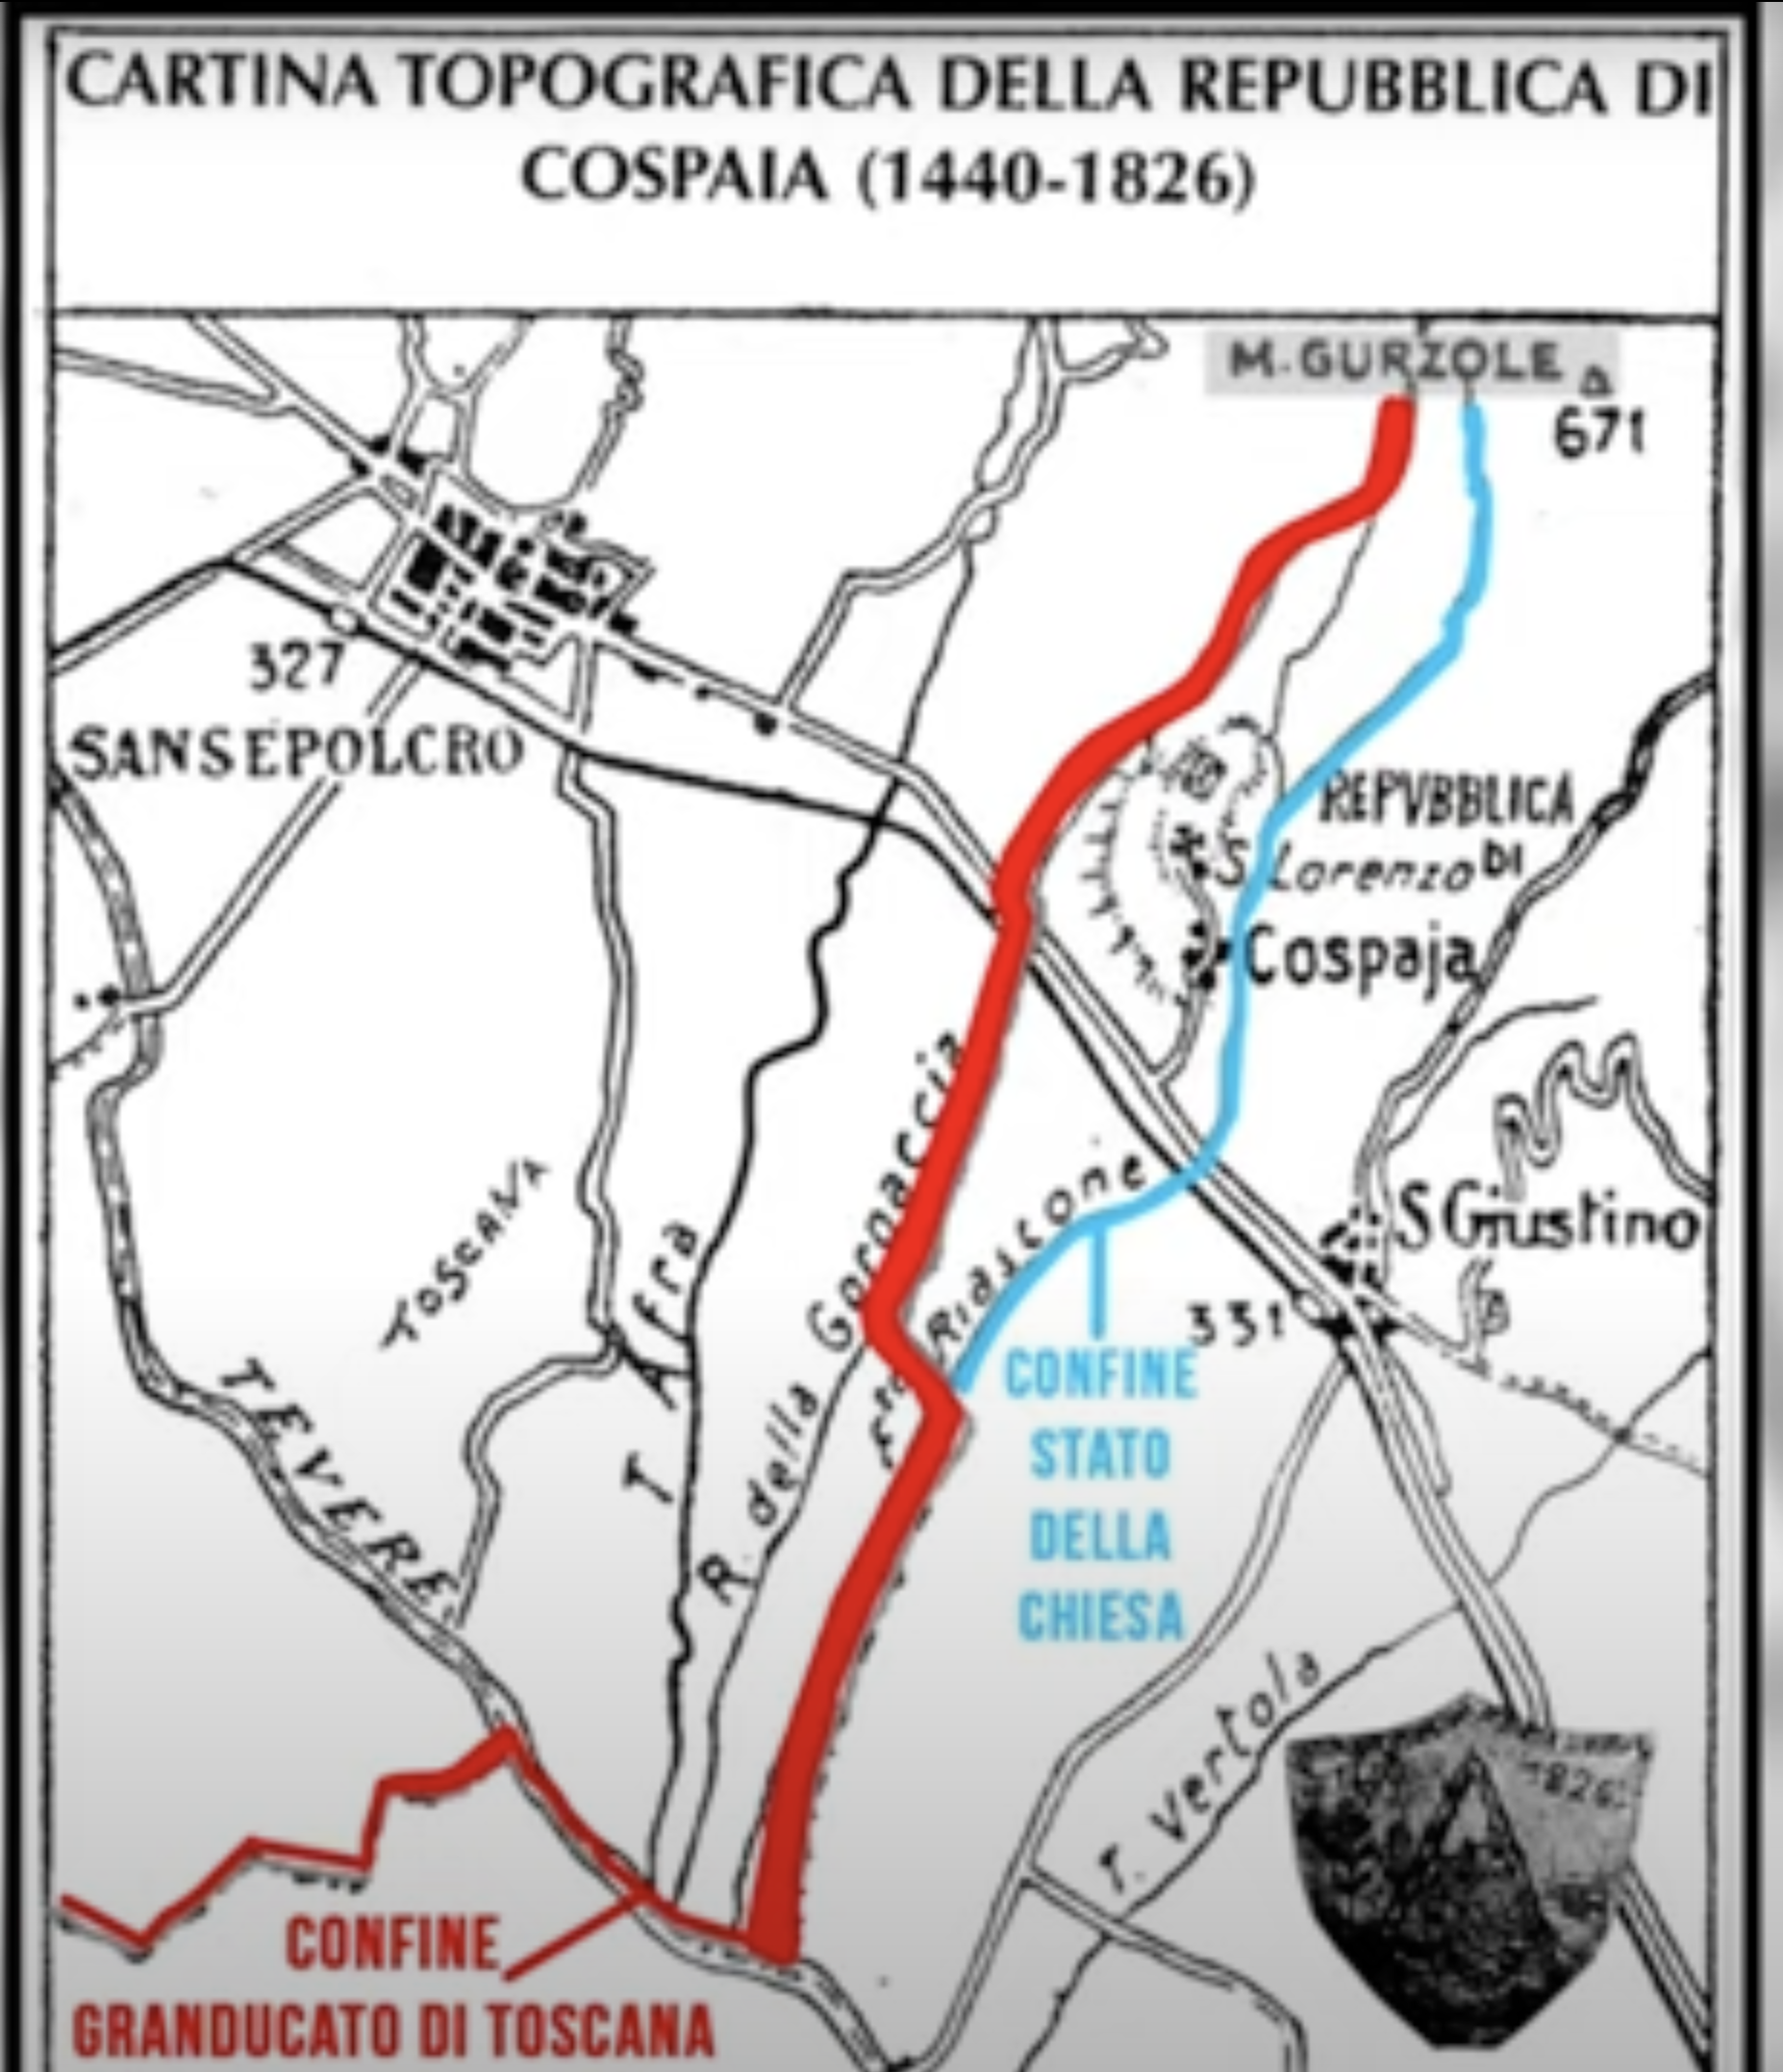 CARTINA TOPOGRAFICA DELLA REPUBBLICA DI
COSPAIA (1440-1826)
M. GURZOLE
671
327
SANSEPOLCRO
REPVBBLICA
DI
S. Lorenzo
Cospaja
TOSCANA
S Giustino
331
T. Afra
R. della Gornaccia
Riascone
TEVERE
CONFINE
STATO
DELLA
CHIESA
T. Vertola
1826
CONFINE
GRANDUCATO DI TOSCANA